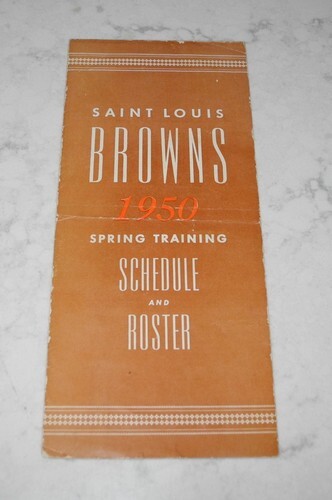 SAINT LOUIS
BROWNS
1950
SPRING TRAINING
SCHEDULE
AND
ROSTER